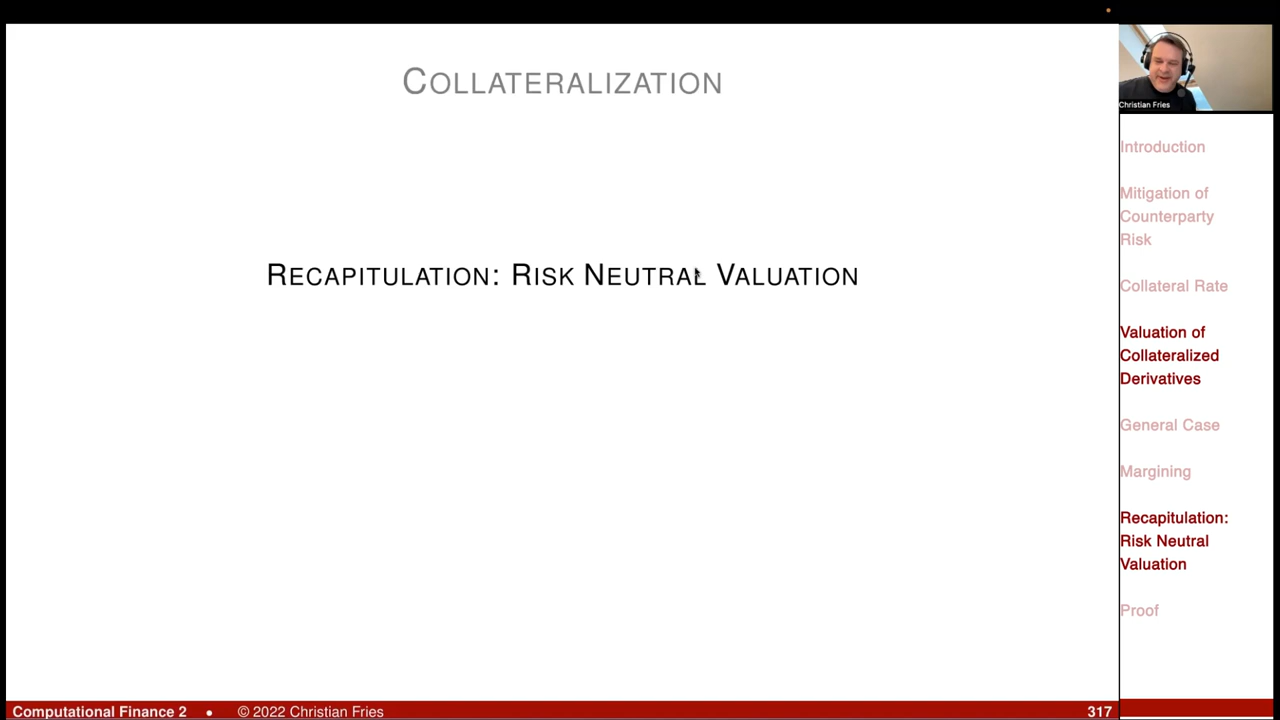 COLLATERALIZATION
RECAPITULATION: RISK NEUTRAL VALUATION
Christian Fries
Introduction
Mitigation of
Counterparty
Risk
Collateral Rate
Valuation of
Collateralized
Derivatives
General Case
Margining
Recapitulation:
Risk Neutral
Valuation
Proof
Computational Finance 2 • © 2022 Christian Fries 317